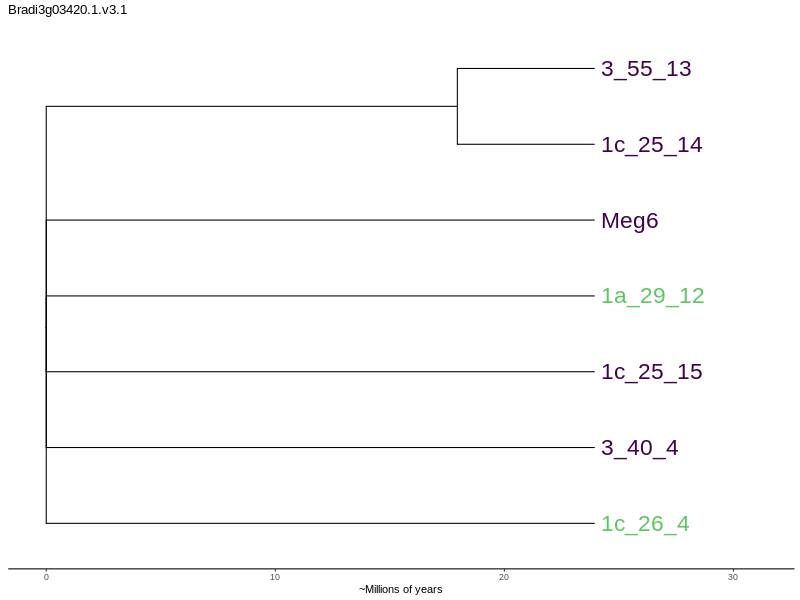 Bradi3g03420.1.v3.1
3_55_13
1c_25_14
Meg6
1a_29_12
1c_25_15
3_40_4
1c_26_4
0 10 20 30
~Millions of years